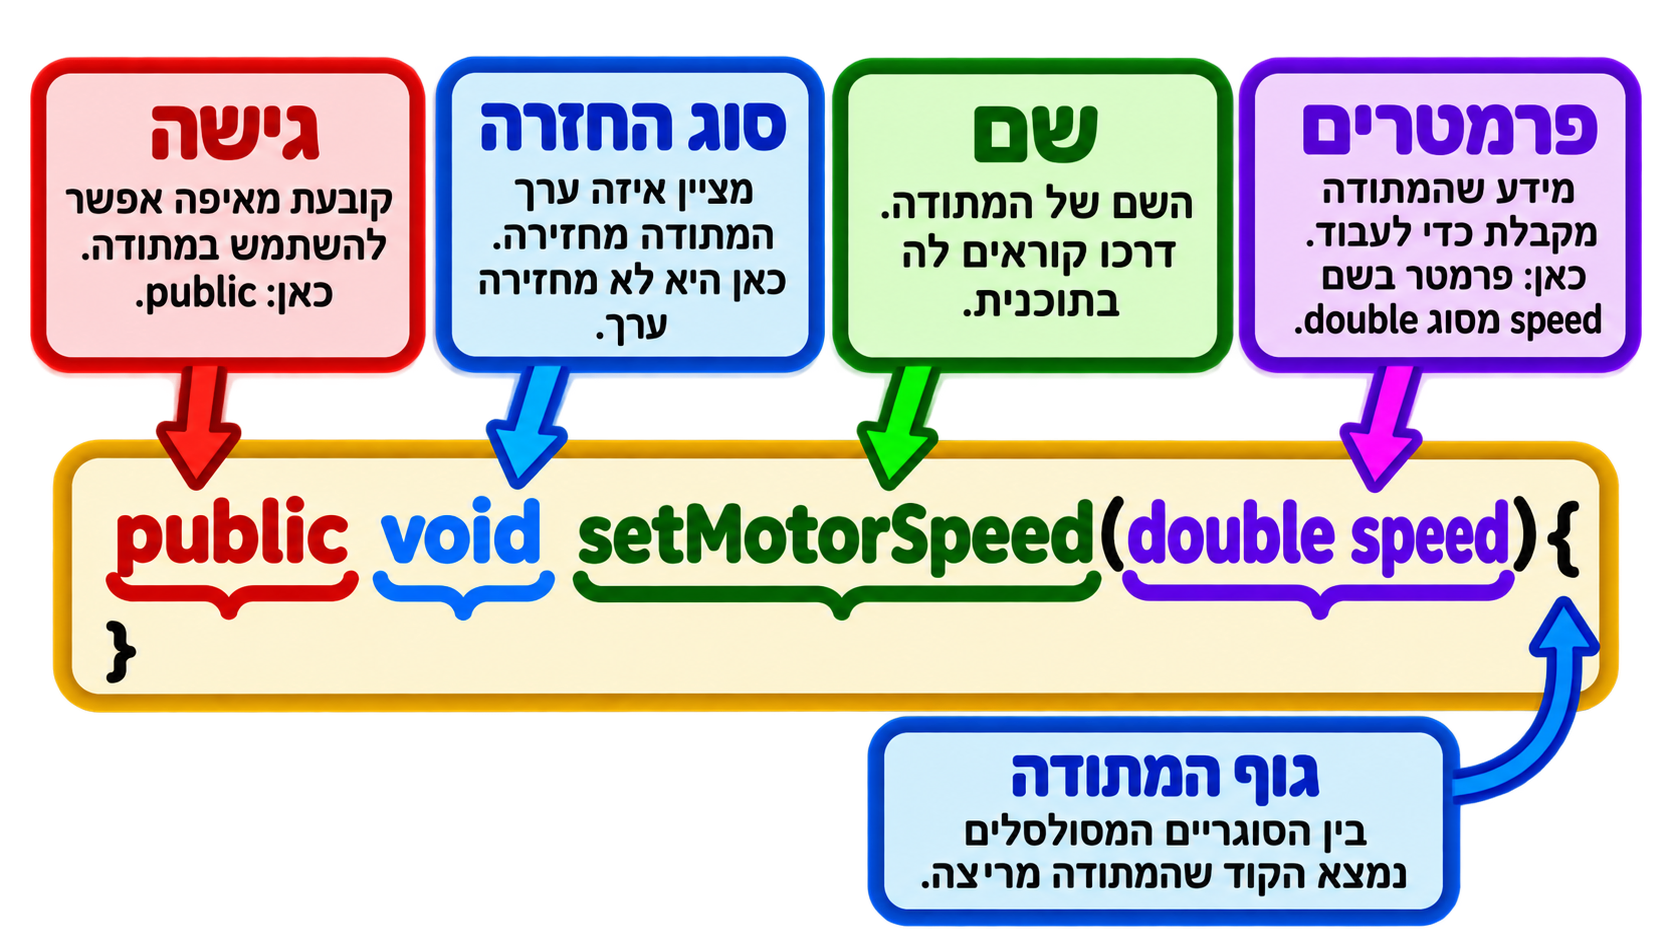 גישה
קובעת מאיפה אפשר
להשתמש במתודה.
כאן: public.
סוג החזרה
מציין איזה ערך
המתודה מחזירה.
כאן היא לא מחזירה
ערך.
שם
השם של המתודה.
דרכו קוראים לה
בתוכנית.
פרמטרים
מידע שהמתודה
מקבלת כדי לעבוד.
כאן: פרמטר בשם
speed מסוג double.
public void setMotorSpeed(double speed){
}
גוף המתודה
בין הסוגריים המסולסלים
נמצא הקוד שהמתודה מריצה.